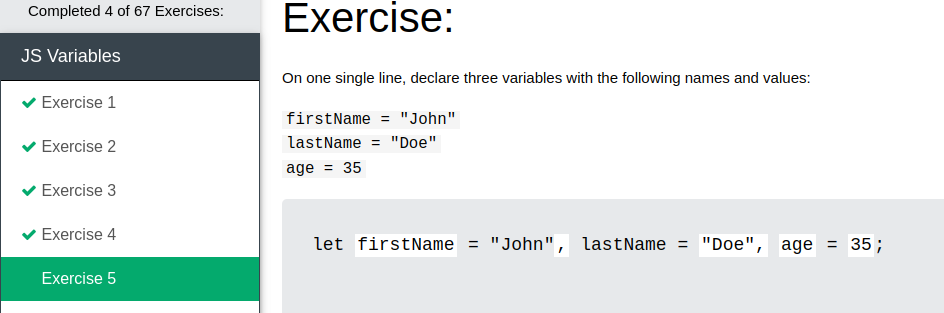 Completed 4 of 67 Exercises:
JS Variables
Exercise 1
Exercise 2
Exercise 3
Exercise 4
Exercise 5
Exercise:
On one single line, declare three variables with the following names and values:
firstName = "John"
lastName = "Doe"
age = 35
let firstName = "John", lastName = "Doe", age = 35;